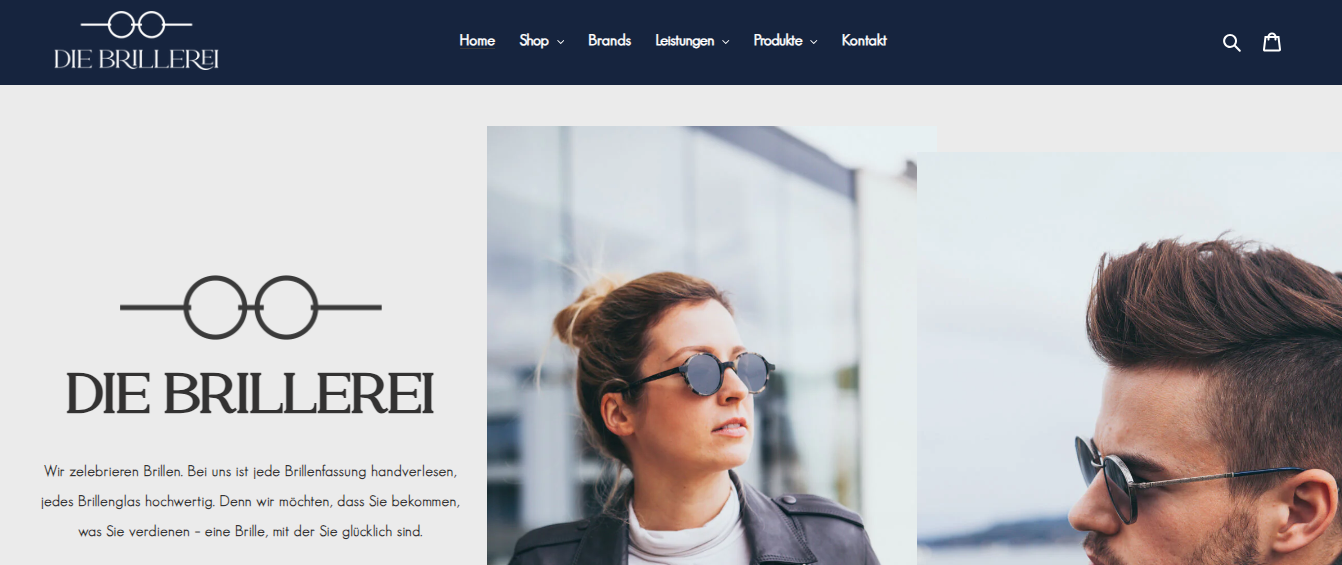 DIE BRILLEREI
Home Shop Brands Leistungen Produkte Kontakt
DIE BRILLEREI
Wir zelebrieren Brillen. Bei uns ist jede Brillenfassung handverlesen,
jedes Brillenglas hochwertig. Denn wir möchten, dass Sie bekommen,
was Sie verdienen – eine Brille, mit der Sie glücklich sind.